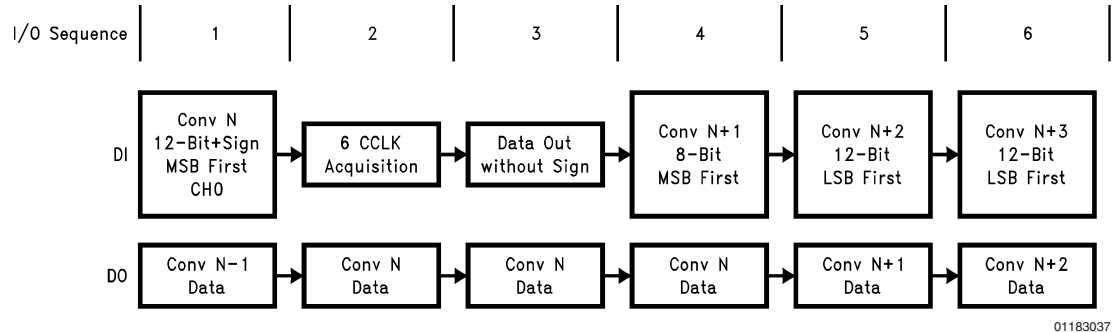 I/O Sequence 1 2 3 4 5 6
DI
Conv N
12-Bit+Sign
MSB First
CH0
6 CCLK
Acquisition
Data Out
without Sign
Conv N+1
8-Bit
MSB First
Conv N+2
12-Bit
LSB First
Conv N+3
12-Bit
LSB First
DO
Conv N-1
Data
Conv N
Data
Conv N
Data
Conv N
Data
Conv N+1
Data
Conv N+2
Data
01183037